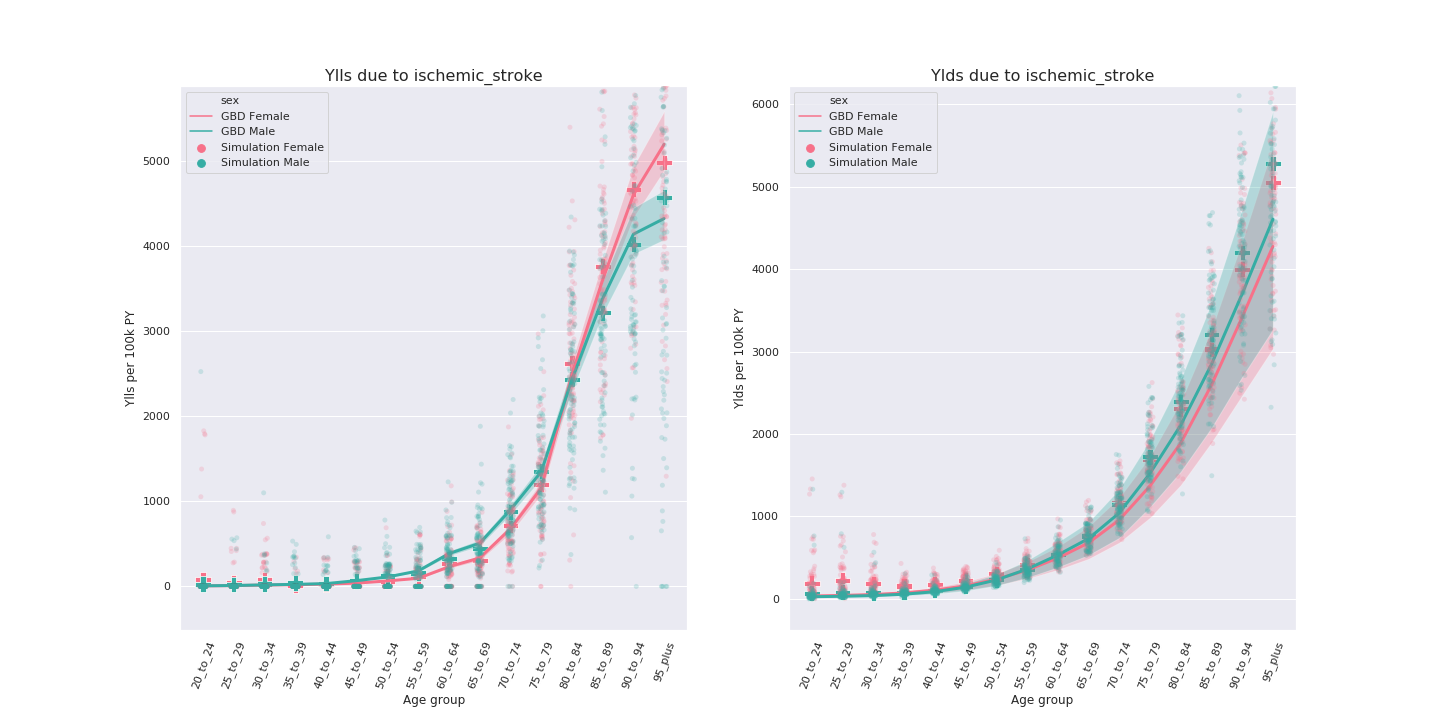 Ylls due to ischemic_stroke
sex
GBD Female
GBD Male
Simulation Female
Simulation Male
Ylls per 100k PY
5000
4000
3000
2000
1000
0
20_to_24
25_to_29
30_to_34
35_to_39
40_to_44
45_to_49
50_to_54
55_to_59
60_to_64
65_to_69
70_to_74
75_to_79
80_to_84
85_to_89
90_to_94
95_plus
Age group
Ylds due to ischemic_stroke
sex
GBD Female
GBD Male
Simulation Female
Simulation Male
Ylds per 100k PY
6000
5000
4000
3000
2000
1000
0
20_to_24
25_to_29
30_to_34
35_to_39
40_to_44
45_to_49
50_to_54
55_to_59
60_to_64
65_to_69
70_to_74
75_to_79
80_to_84
85_to_89
90_to_94
95_plus
Age group